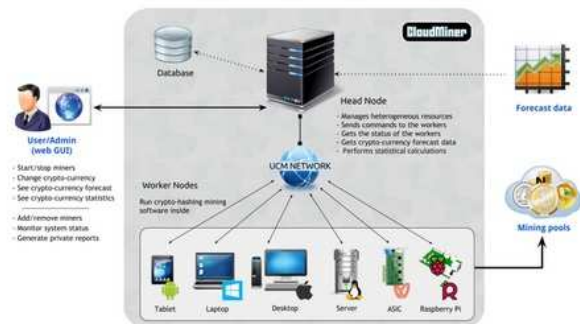 CloudMiner
Database
Head Node
- Manages heterogeneous resources
- Sends commands to the workers
- Gets the status of the workers
- Gets crypto-currency forecast data
- Performs statistical calculations
Forecast data
User/Admin
(web GUI)
- Start/stop miners
- Change crypto-currency
- See crypto-currency forecast
- See crypto-currency statistics
- Add/remove miners
- Monitor system status
- Generate private reports
UCM NETWORK
Worker Nodes
Run crypto-hashing mining
software inside
Mining pools
Tablet
Laptop
Desktop
Server
ASIC
Raspberry Pi